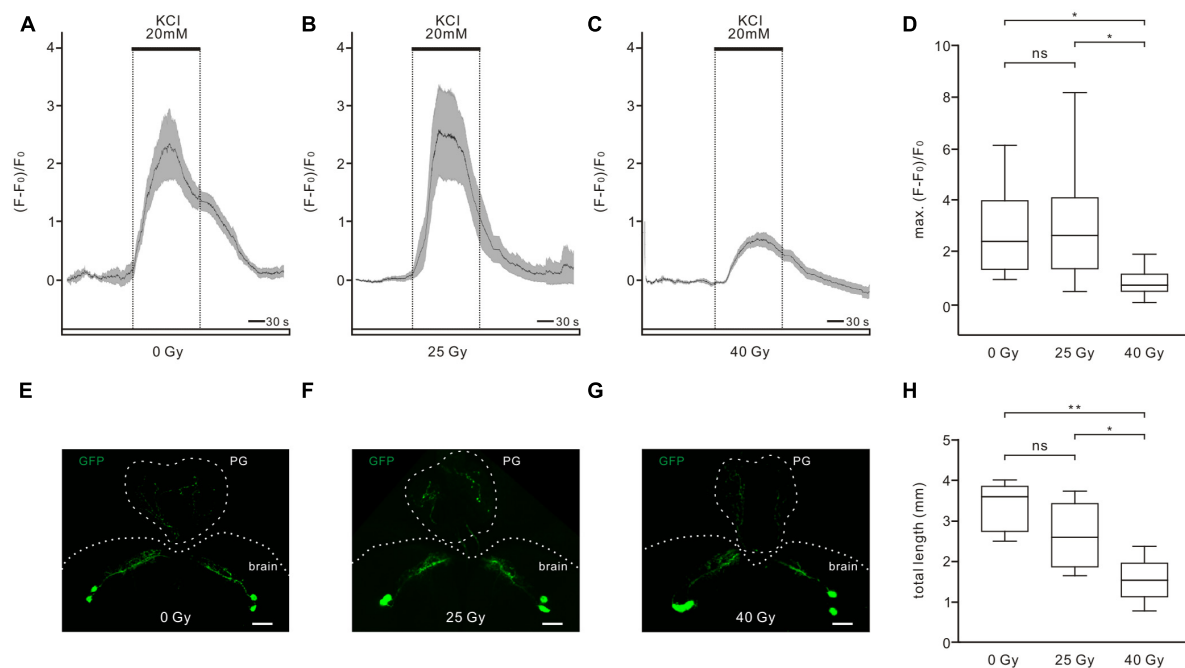 A
KCl
20mM
4
3
2
1
0
(F-F₀)/F₀
30 s
0 Gy
B
KCl
20mM
4
3
2
1
0
(F-F₀)/F₀
30 s
25 Gy
C
KCl
20mM
4
3
2
1
0
(F-F₀)/F₀
30 s
40 Gy
D
*
*
ns
10
8
6
4
2
0
max. (F-F₀)/F₀
0 Gy 25 Gy 40 Gy
E
GFP
PG
brain
0 Gy
F
GFP
PG
brain
25 Gy
G
GFP
PG
brain
40 Gy
H
**
*
ns
5
4
3
2
1
0
total length (mm)
0 Gy 25 Gy 40 Gy